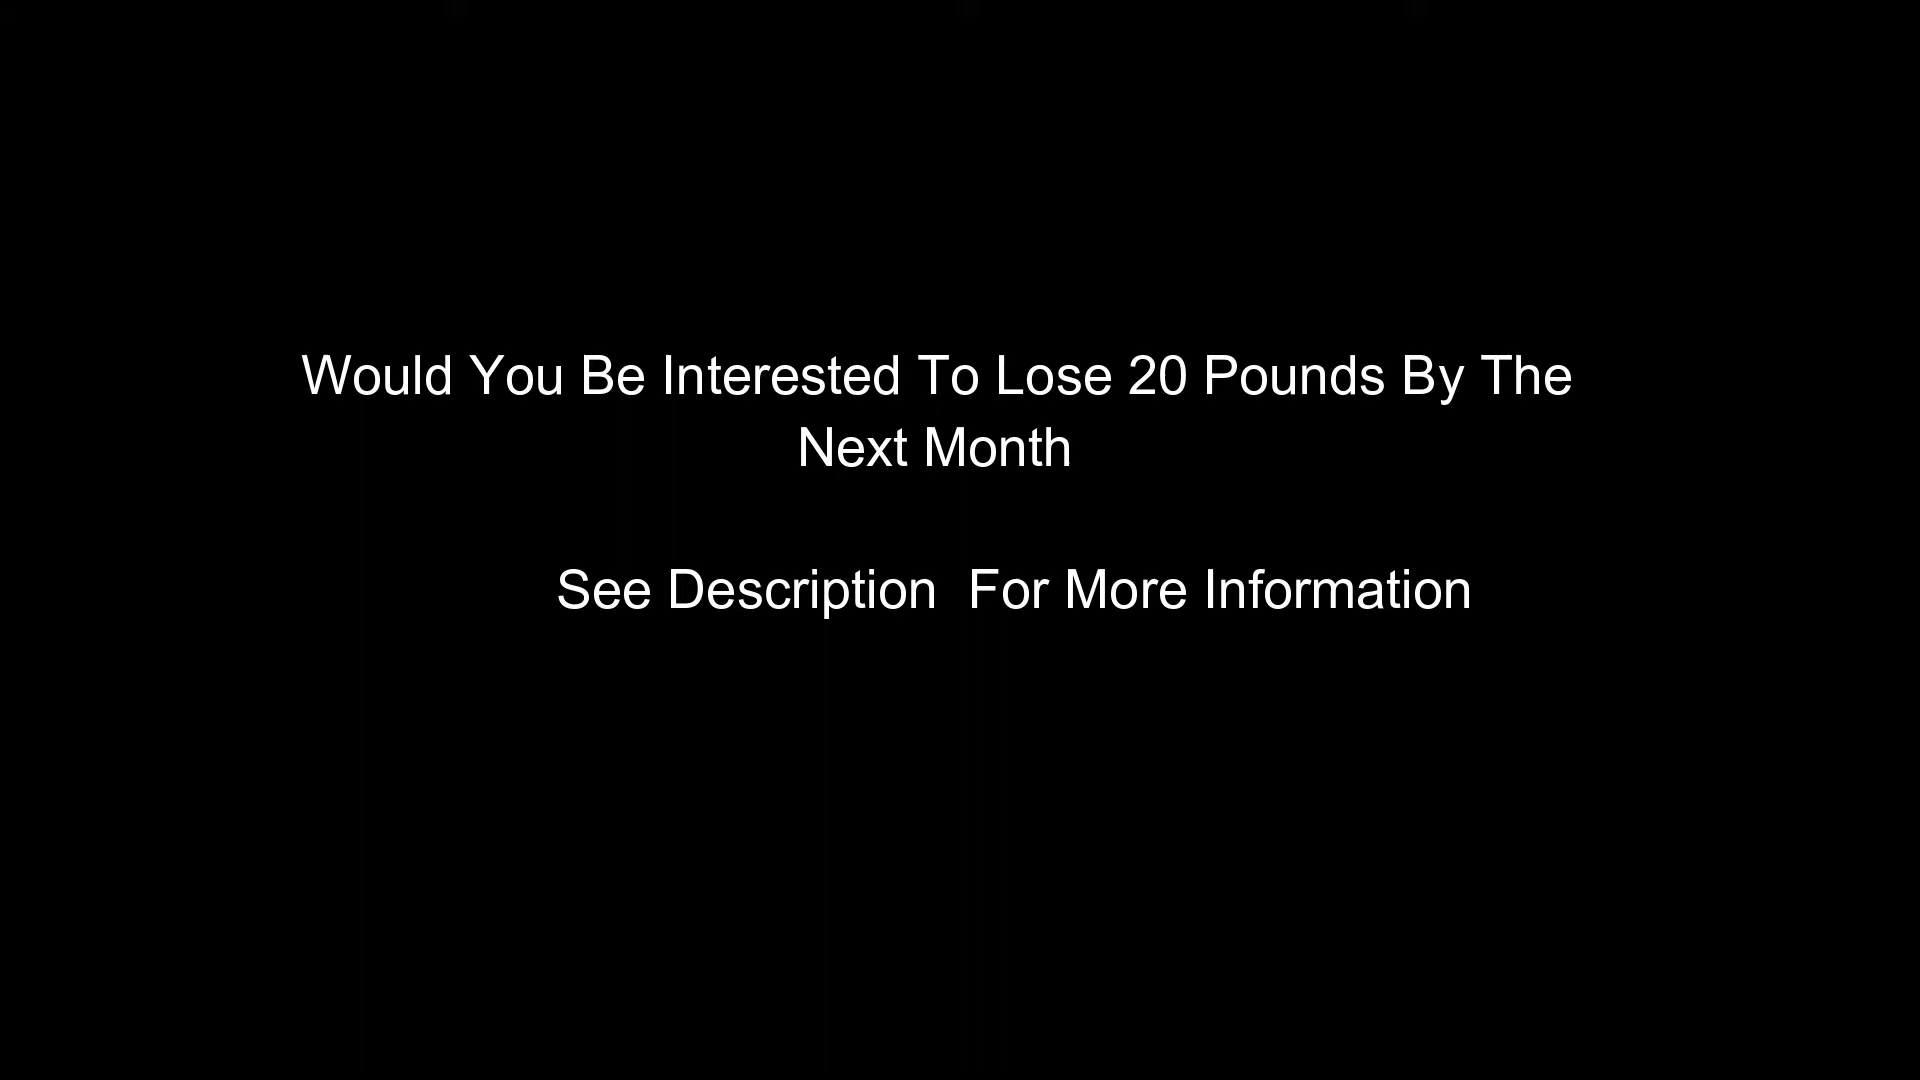 Would You Be Interested To Lose 20 Pounds By The
Next Month
See Description  For More Information